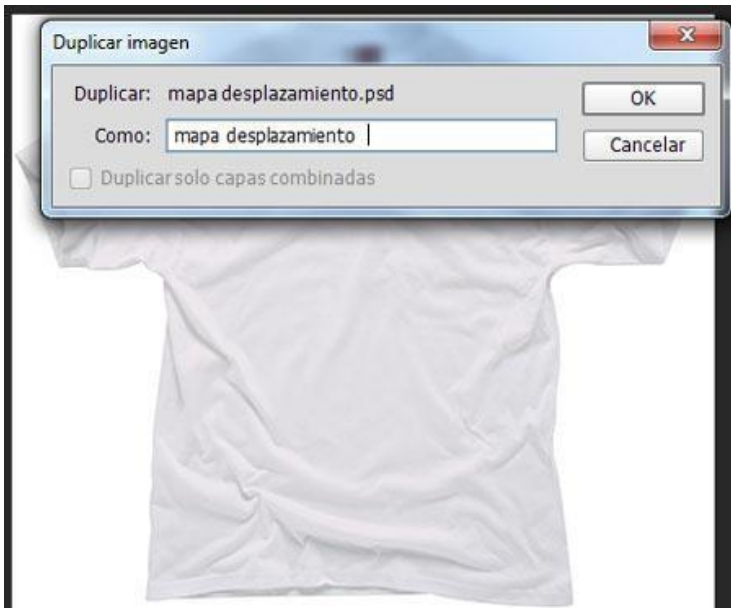 Duplicar imagen
Duplicar: mapa desplazamiento.psd
OK
Como: mapa desplazamiento
Cancelar
Duplicar solo capas combinadas